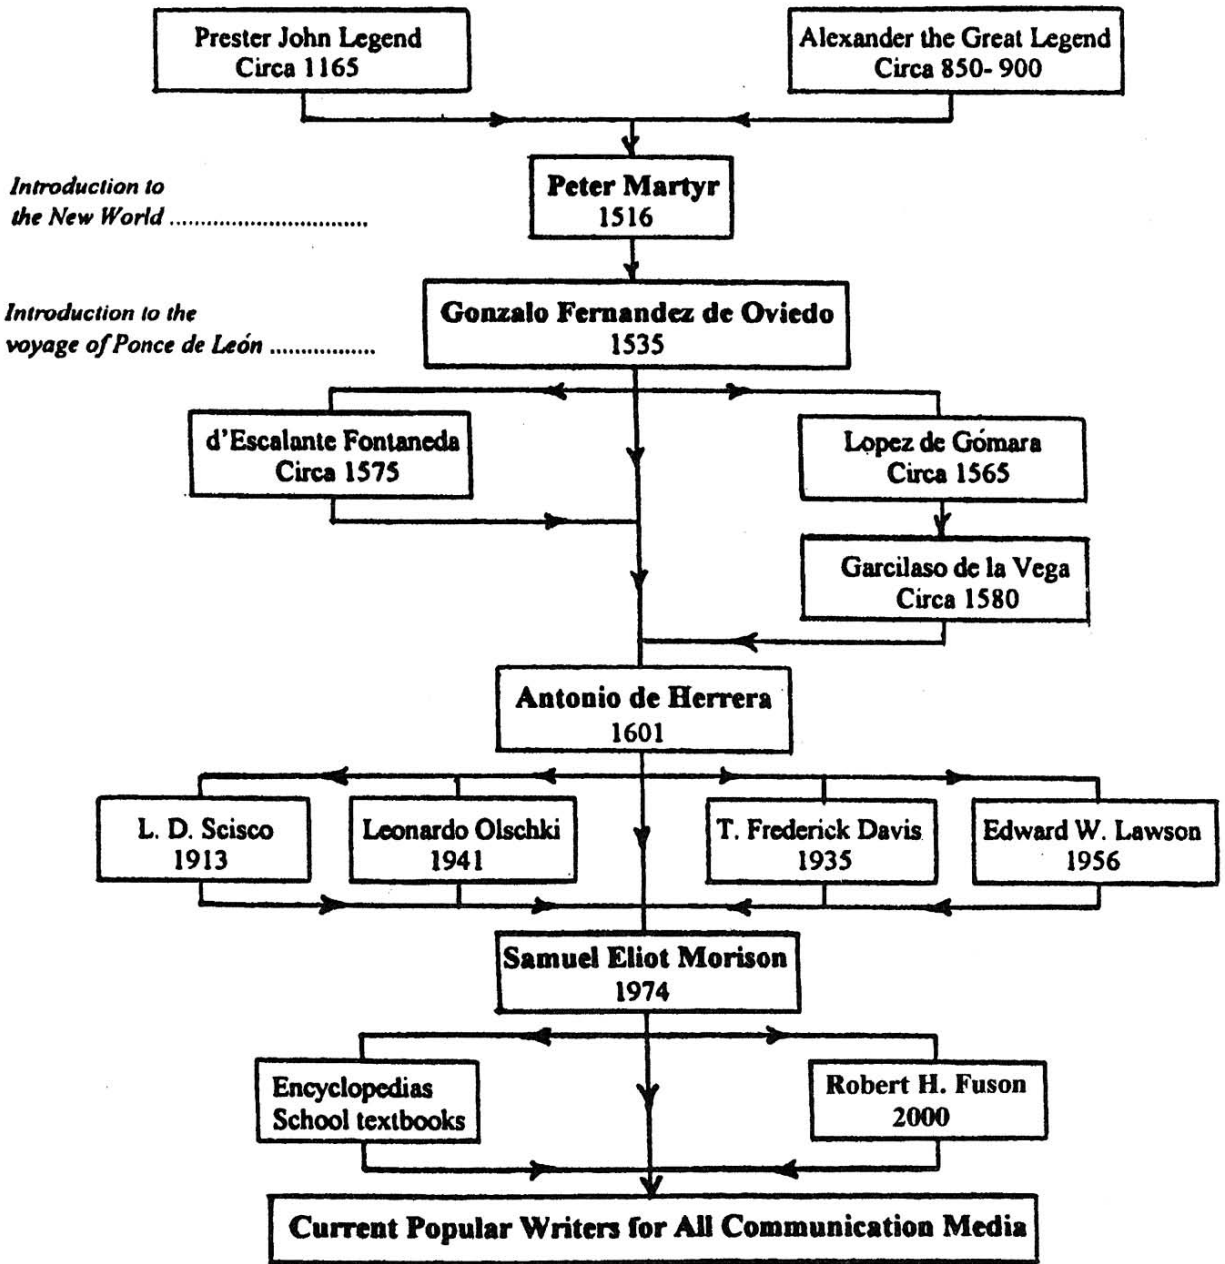 Prester John Legend
Circa 1165
Alexander the Great Legend
Circa 850- 900
Introduction to
the New World ................................
Peter Martyr
1516
Introduction to the
voyage of Ponce de León .................
Gonzalo Fernandez de Oviedo
1535
d'Escalante Fontaneda
Circa 1575
Lopez de Gómara
Circa 1565
Garcilaso de la Vega
Circa 1580
Antonio de Herrera
1601
L. D. Scisco
1913
Leonardo Olschki
1941
T. Frederick Davis
1935
Edward W. Lawson
1956
Samuel Eliot Morison
1974
Encyclopedias
School textbooks
Robert H. Fuson
2000
Current Popular Writers for All Communication Media